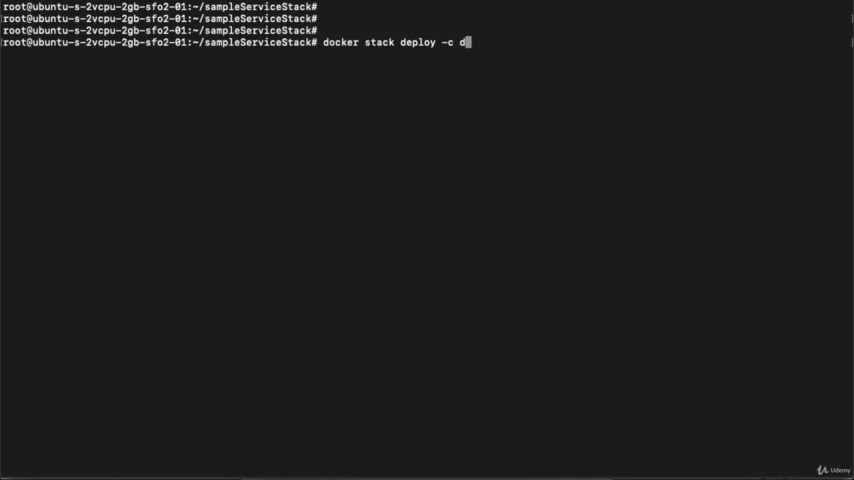 root@ubuntu-s-2vcpu-2gb-sfo2-01:~/sampleServiceStack#
root@ubuntu-s-2vcpu-2gb-sfo2-01:~/sampleServiceStack#
root@ubuntu-s-2vcpu-2gb-sfo2-01:~/sampleServiceStack#
root@ubuntu-s-2vcpu-2gb-sfo2-01:~/sampleServiceStack# docker stack deploy -c d
Udemy